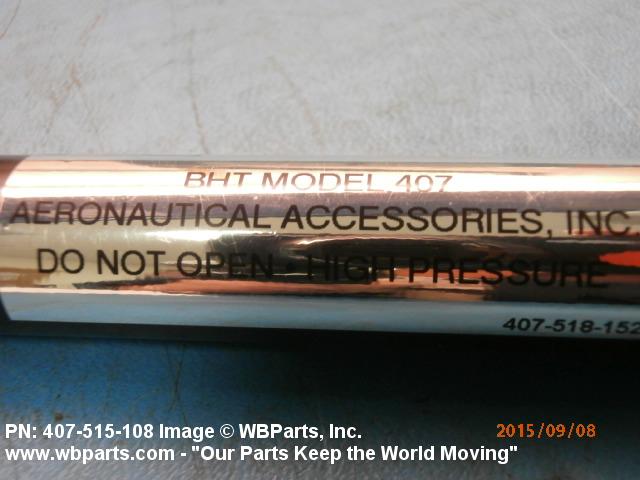 BHT MODEL 407
AERONAUTICAL ACCESSORIES, INC.
DO NOT OPEN - HIGH PRESSURE
407-518-152
PN: 407-515-108 Image © WBParts, Inc.
2015/09/08
www.wbparts.com - "Our Parts Keep the World Moving"